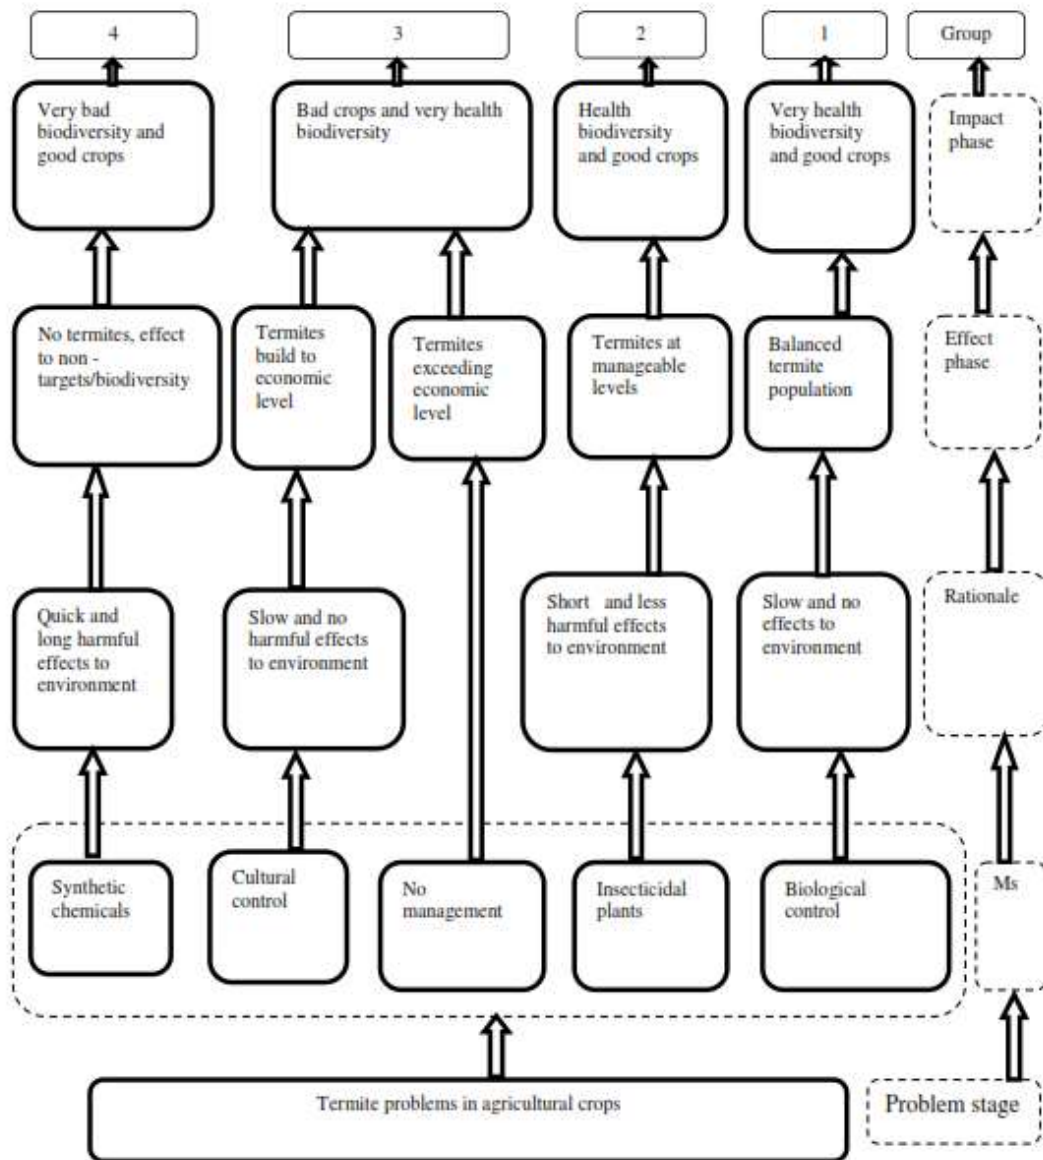 4
3
2
1
Group
Very bad
biodiversity and
good crops
Bad crops and very health
biodiversity
Health
biodiversity
and good crops
Very health
biodiversity
and good crops
Impact
phase
No termites, effect
to non -
targets/biodiversity
Termites
build to
economic
level
Termites
exceeding
economic
level
Termites at
manageable
levels
Balanced
termite
population
Effect
phase
Quick and
long harmful
effects to
environment
Slow and no
harmful effects
to environment
Short and less
harmful effects
to environment
Slow and no
effects to
environment
Rationale
Synthetic
chemicals
Cultural
control
No
management
Insecticidal
plants
Biological
control
Ms
Termite problems in agricultural crops
Problem stage